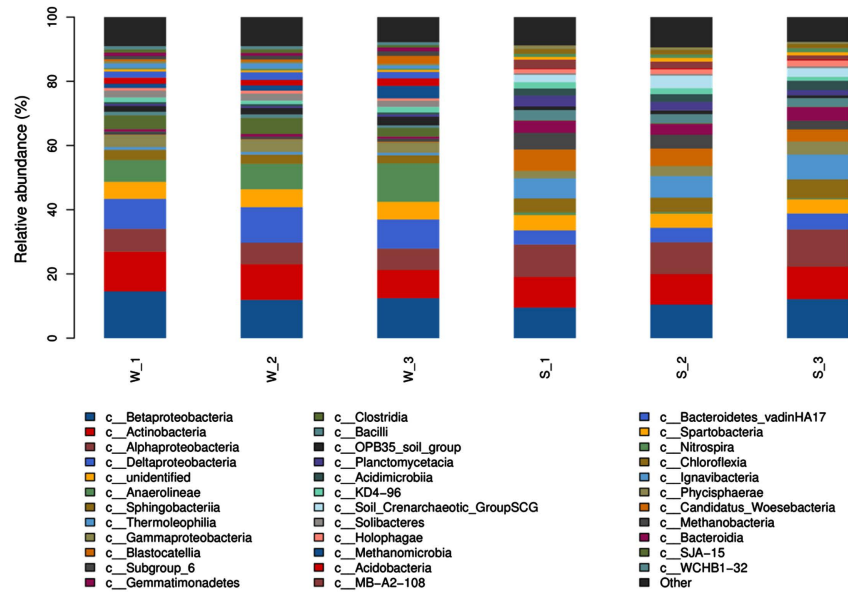 Relative abundance (%)
100
80
60
40
20
0
W_1
W_2
W_3
S_1
S_2
S_3
c__Betaproteobacteria
c__Actinobacteria
c__Alphaproteobacteria
c__Deltaproteobacteria
c__unidentified
c__Anaerolineae
c__Sphingobacteriia
c__Thermoleophilia
c__Gammaproteobacteria
c__Blastocatellia
c__Subgroup_6
c__Gemmatimonadetes
c__Clostridia
c__Bacilli
c__OPB35_soil_group
c__Planctomycetacia
c__Acidimicrobiia
c__KD4-96
c__Soil_Crenarchaeotic_GroupSCG
c__Solibacteres
c__Holophagae
c__Methanomicrobia
c__Acidobacteria
c__MB-A2-108
c__Bacteroidetes_vadinHA17
c__Spartobacteria
c__Nitrospira
c__Chloroflexia
c__Ignavibacteria
c__Phycisphaerae
c__Candidatus_Woesebacteria
c__Methanobacteria
c__Bacteroidia
c__SJA-15
c__WCHB1-32
Other